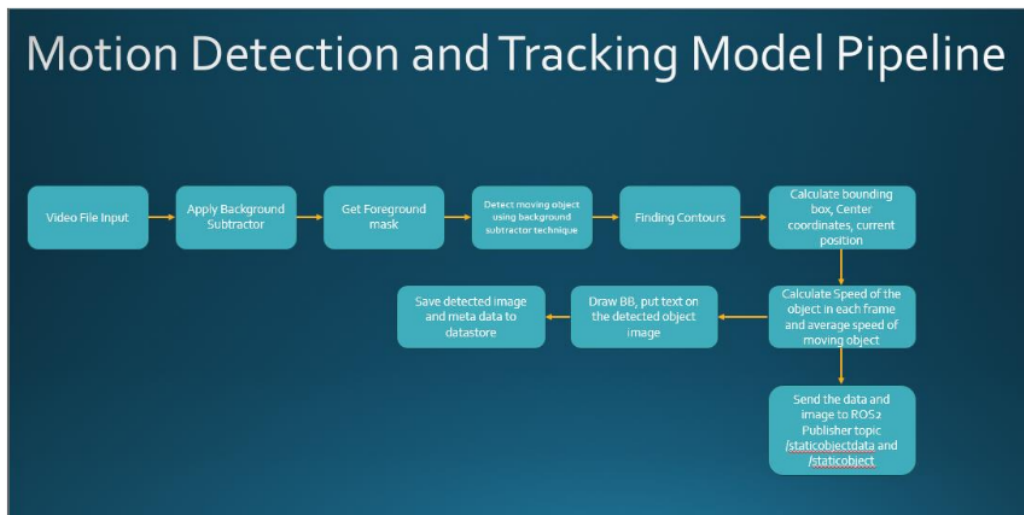 Motion Detection and Tracking Model Pipeline
Video File Input
Apply Background
Subtractor
Get Foreground
mask
Detect moving object
using background
subtractor technique
Finding Contours
Calculate bounding
box, Center
coordinates, current
position
Save detected image
and meta data to
datastore
Draw BB, put text on
the detected object
image
Calculate Speed of the
object in each frame
and average speed of
moving object
Send the data and
image to ROS2
Publisher topic
/staticobjectdata and
/staticobject